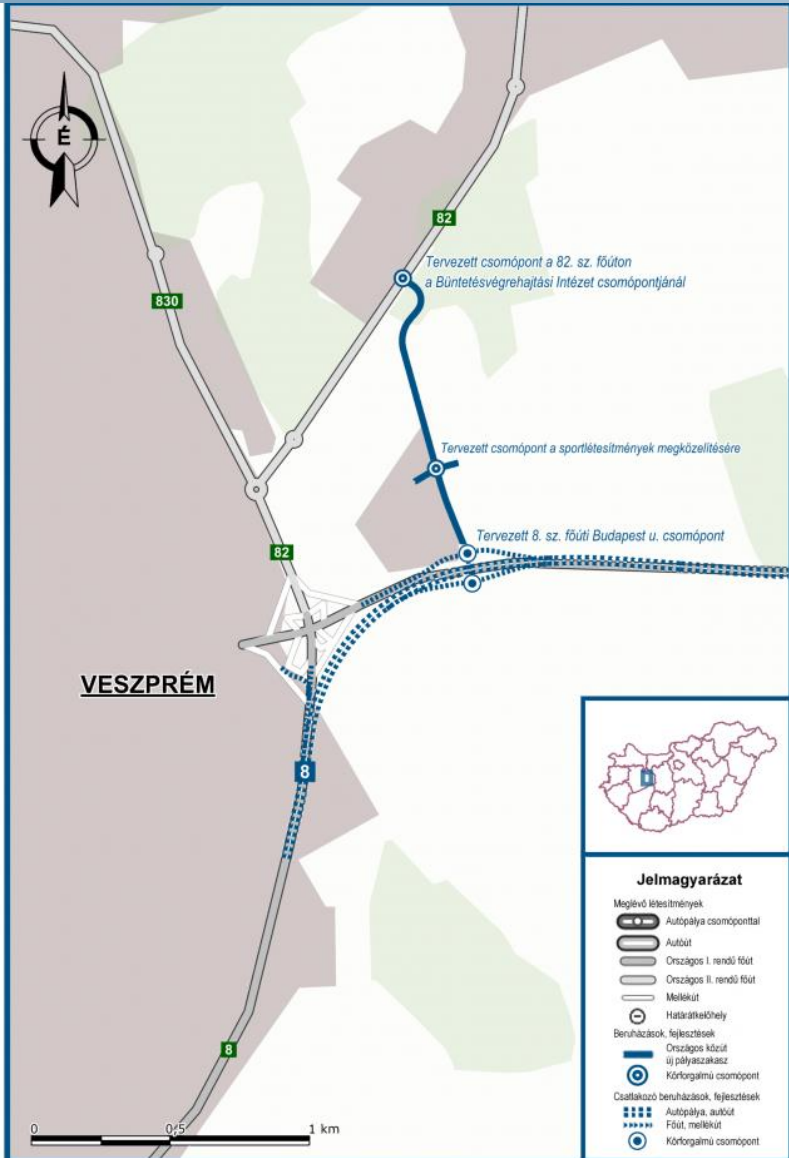 É
82
830
Tervezett csomópont a 82. sz. főúton
a Büntetésvégrehajtási Intézet csomópontjánál
Tervezett csomópont a sportlétesítmények megközelítésére
Tervezett 8. sz. főúti Budapest u. csomópont
82
VESZPRÉM
8
8
0
0,5
1 km
Jelmagyarázat
Meglévő létesítmények
Autópálya csomóponttal
Autóút
Országos I. rendű főút
Országos II. rendű főút
Mellékút
Határátkelőhely
Beruházások, fejlesztések
Országos közút
új pályaszakasz
Körforgalmú csomópont
Csatlakozó beruházások, fejlesztések
Autópálya, autóút
Főút, mellékút
Körforgalmú csomópont